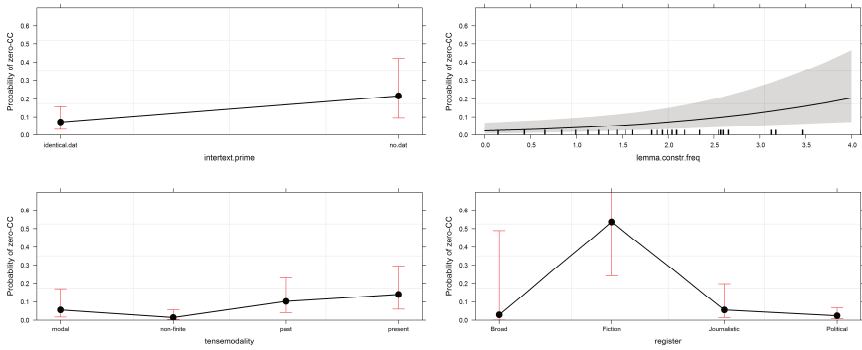 Probability of zero-CC
0.6
0.5
0.4
0.3
0.2
0.1
0.0
identical.dat no.dat
intertext.prime
Probability of zero-CC
0.6
0.5
0.4
0.3
0.2
0.1
0.0
0.0 0.5 1.0 1.5 2.0 2.5 3.0 3.5 4.0
lemma.constr.freq
Probability of zero-CC
0.6
0.5
0.4
0.3
0.2
0.1
0.0
modal non-finite past present
tensemodality
Probability of zero-CC
0.6
0.5
0.4
0.3
0.2
0.1
0.0
Broad Fiction Journalistic Political
register